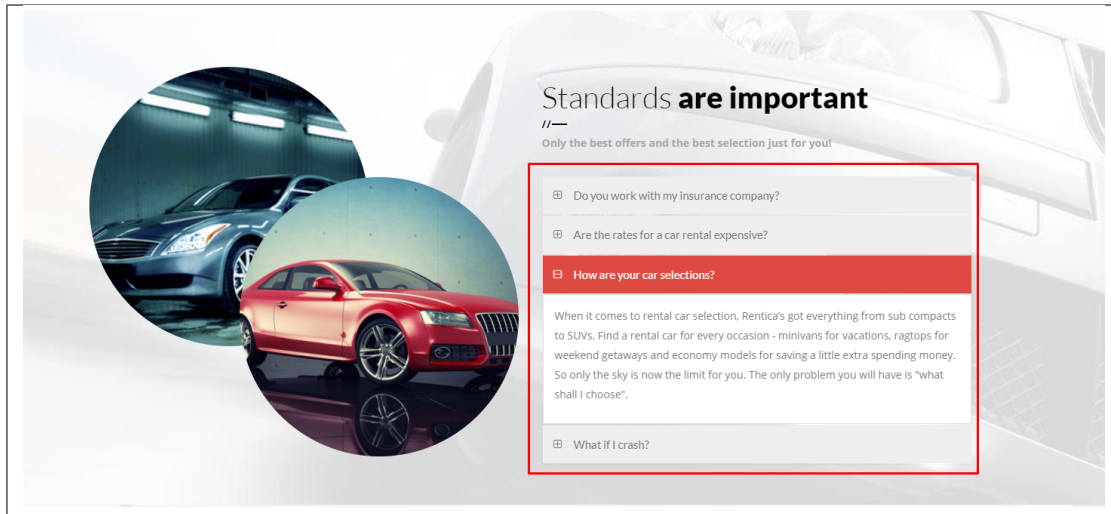 Standards are important
//—
Only the best offers and the best selection just for you!
Do you work with my insurance company?
Are the rates for a car rental expensive?
How are your car selections?
When it comes to rental car selection, Rentica's got everything from sub compacts
to SUVs. Find a rental car for every occasion - minivans for vacations, ragtops for
weekend getaways and economy models for saving a little extra spending money.
So only the sky is now the limit for you. The only problem you will have is "what
shall I choose".
What if I crash?